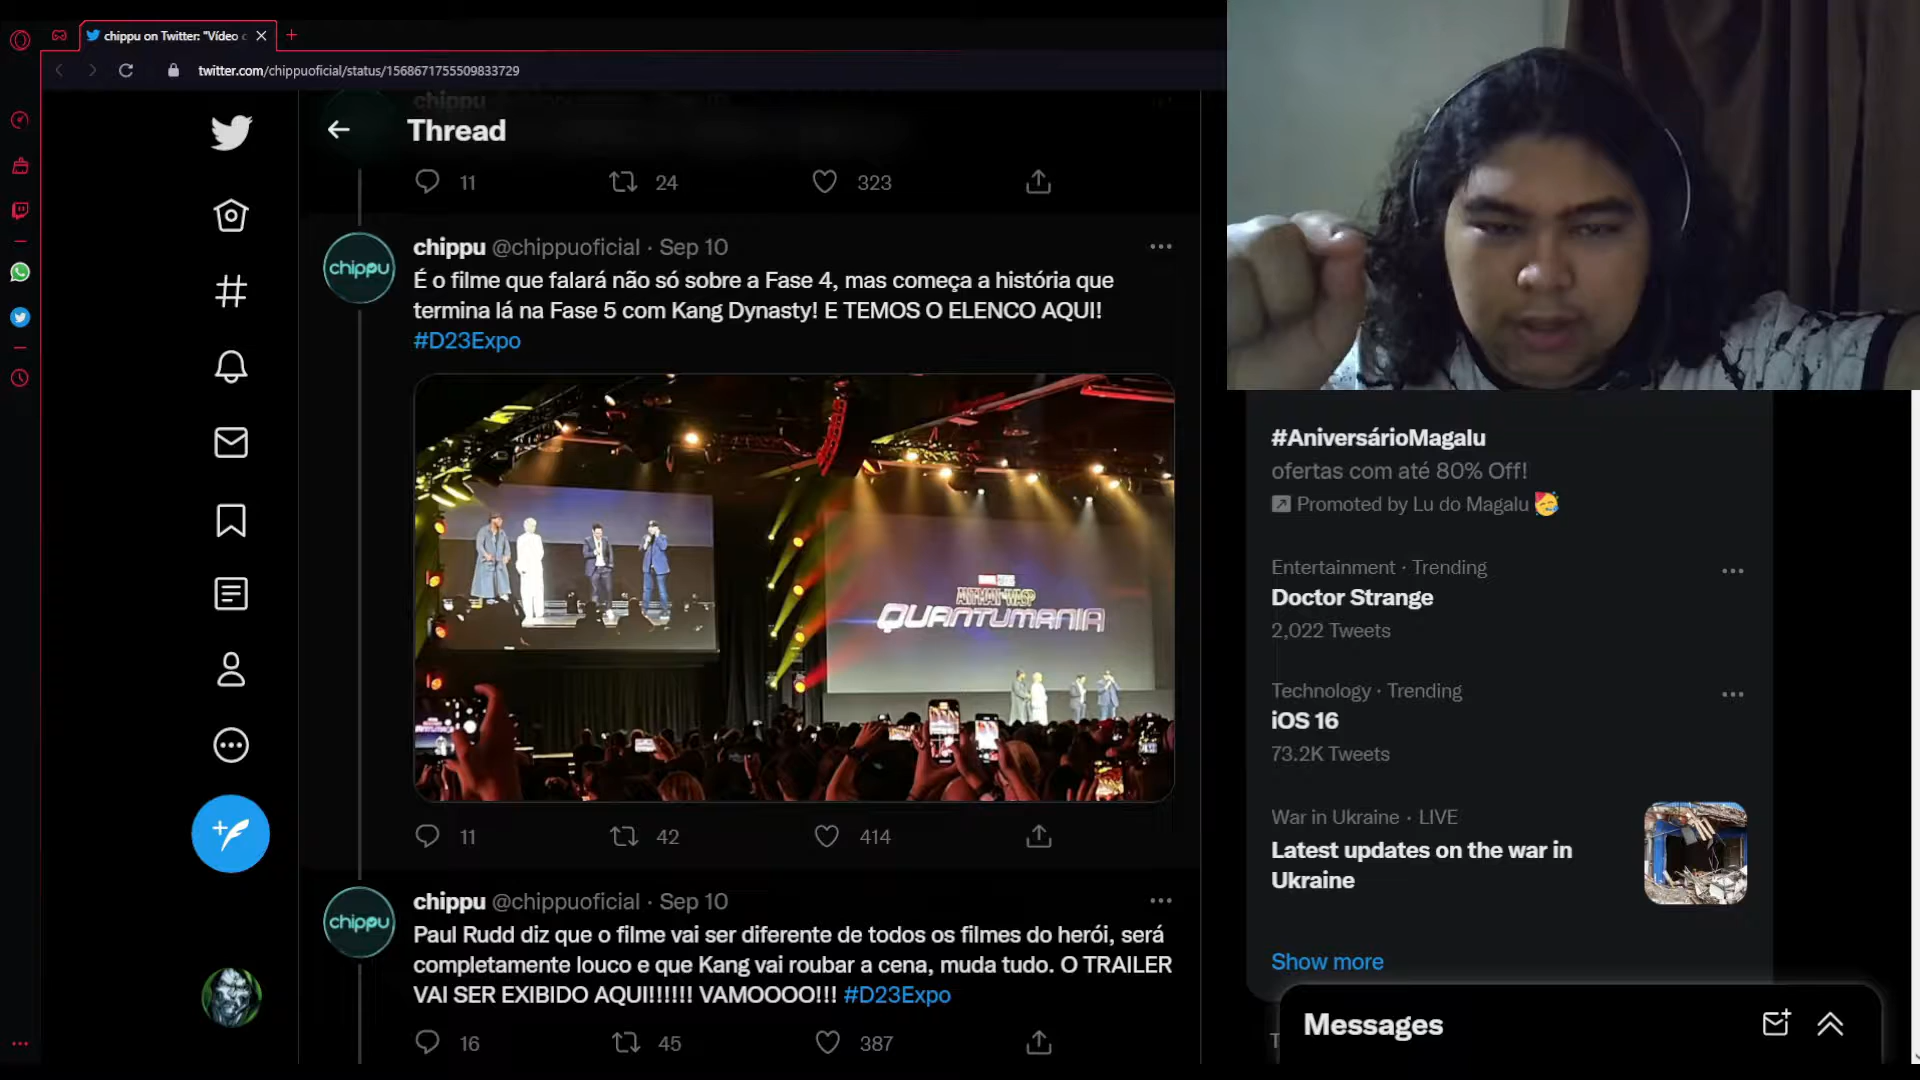 chippu on Twitter: "Vídeo
twitter.com/chippuoficial/status/1568671755509833729
chippu
Thread
11 24 323
chippu @chippuoficial · Sep 10
É o filme que falará não só sobre a Fase 4, mas começa a história que
termina lá na Fase 5 com Kang Dynasty! E TEMOS O ELENCO AQUI!
#D23Expo
chippu
ANT-MAN WASP
QUANTUMANIA
11 42 414
chippu @chippuoficial · Sep 10
Paul Rudd diz que o filme vai ser diferente de todos os filmes do herói, será
completamente louco e que Kang vai roubar a cena, muda tudo. O TRAILER
VAI SER EXIBIDO AQUI!!!!!! VAMOOOO!!! #D23Expo
chippu
16 45 387
#AniversárioMagalu
ofertas com até 80% Off!
Promoted by Lu do Magalu
Entertainment · Trending
Doctor Strange
2,022 Tweets
Technology · Trending
iOS 16
73.2K Tweets
War in Ukraine · LIVE
Latest updates on the war in
Ukraine
Show more
Messages